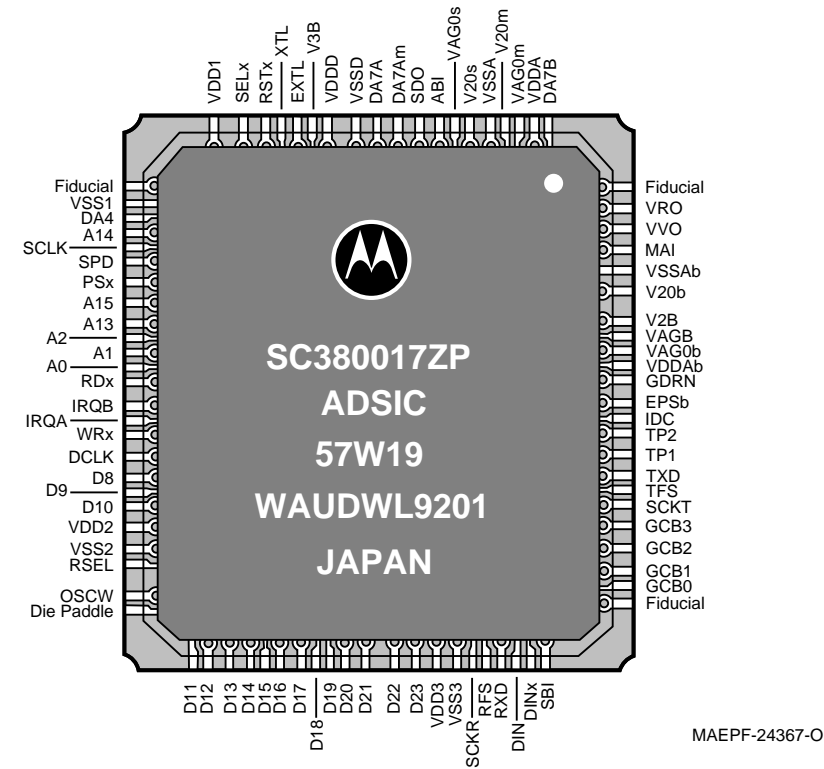 VDD1
SELx
RSTx
XTL
EXTL
V3B
VDDD
VSSD
DA7A
DA7Am
SDO
ABI
VAG0s
V20s
VSSA
V20m
VAG0m
VDDA
DA7B
Fiducial
VSS1
DA4
A14
SCLK
SPD
PSx
A15
A13
A2
A1
A0
RDx
IRQB
IRQA
WRx
DCLK
D8
D9
D10
VDD2
VSS2
RSEL
OSCW
Die Paddle
SC380017ZP
ADSIC
57W19
WAUDWL9201
JAPAN
Fiducial
VRO
VVO
MAI
VSSAb
V20b
V2B
VAGB
VAG0b
VDDAb
GDRN
EPSb
IDC
TP2
TP1
TXD
TFS
SCKT
GCB3
GCB2
GCB1
GCB0
Fiducial
D11
D12
D13
D14
D15
D16
D17
D18
D19
D20
D21
D22
D23
VDD3
VSS3
SCKR
RFS
RXD
DIN
DINx
SBI
MAEPF-24367-O